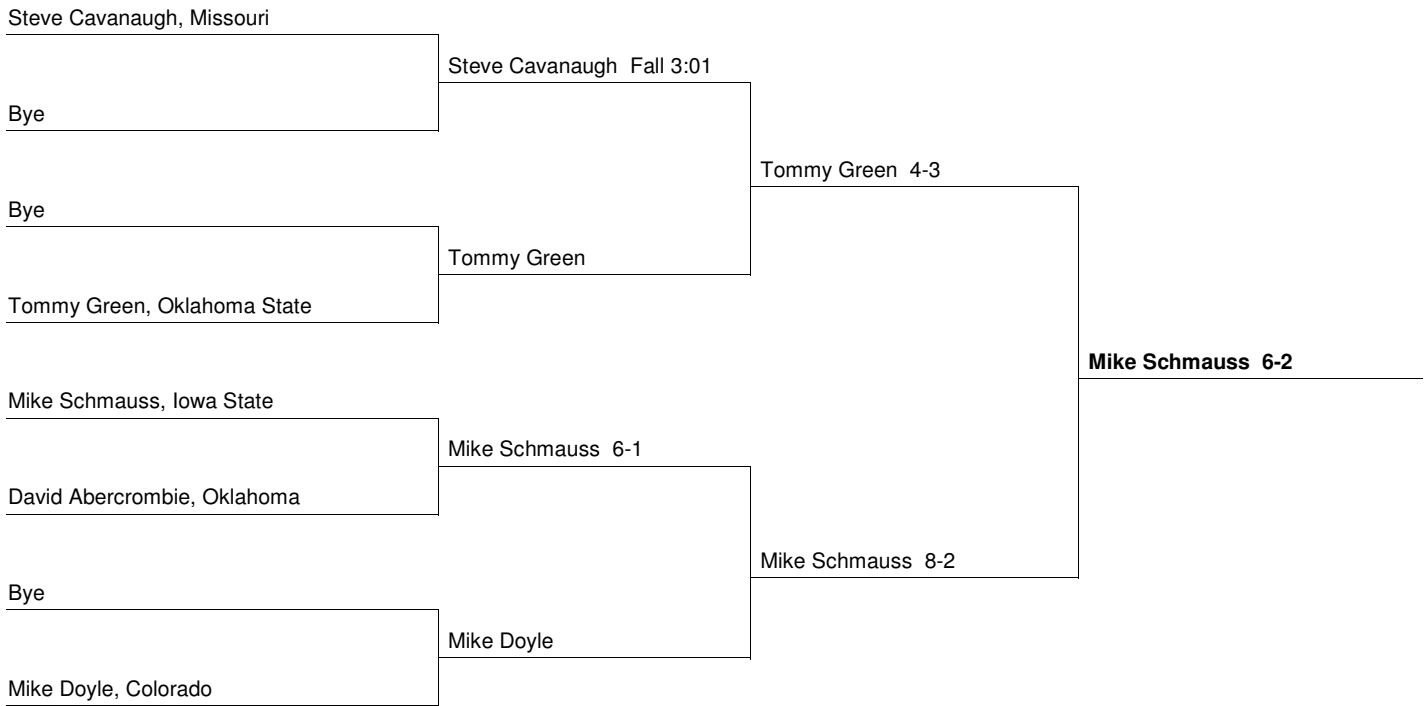 Steve Cavanaugh, Missouri
Steve Cavanaugh  Fall 3:01
Bye
Tommy Green  4-3
Bye
Tommy Green
Tommy Green, Oklahoma State
Mike Schmauss  6-2
Mike Schmauss, Iowa State
Mike Schmauss  6-1
David Abercrombie, Oklahoma
Mike Schmauss  8-2
Bye
Mike Doyle
Mike Doyle, Colorado